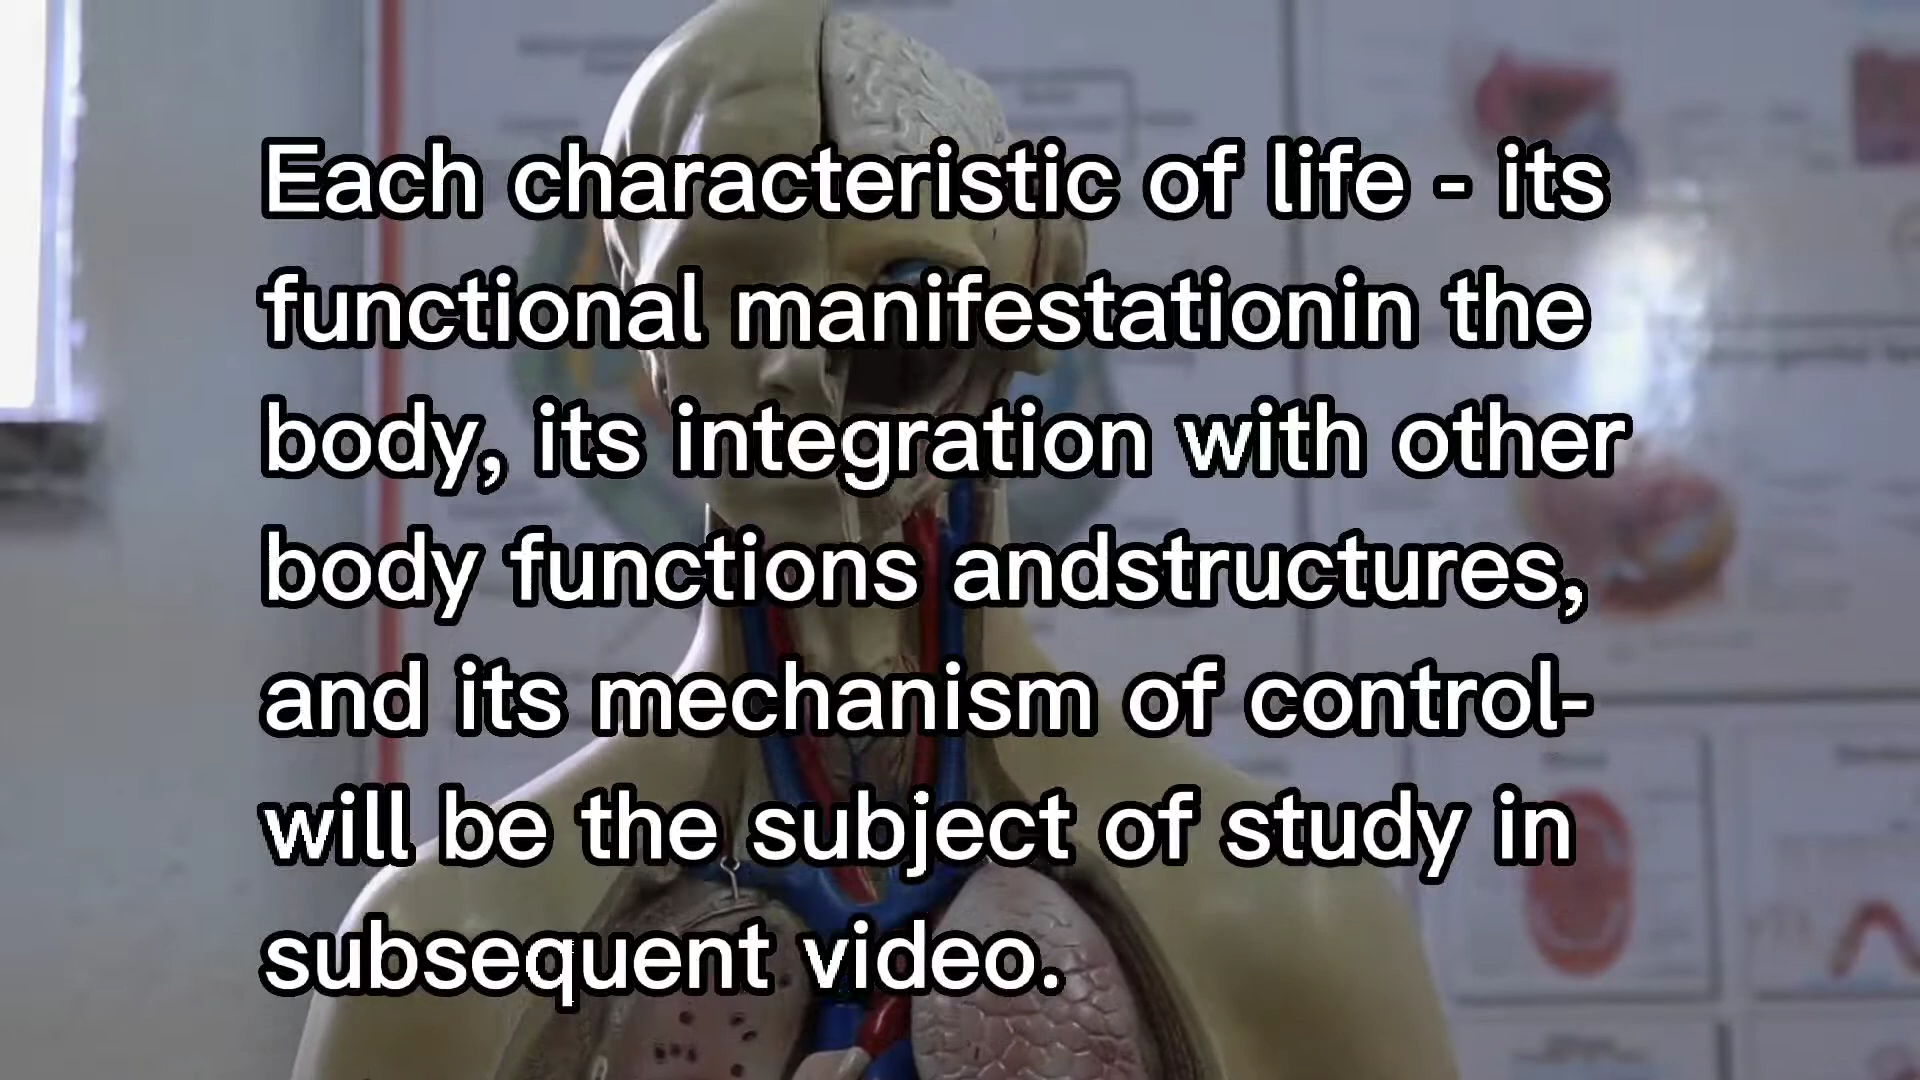 Each characteristic of life - its
functional manifestationin the
body, its integration with other
body functions andstructures,
and its mechanism of control-
will be the subject of study in
subsequent video.